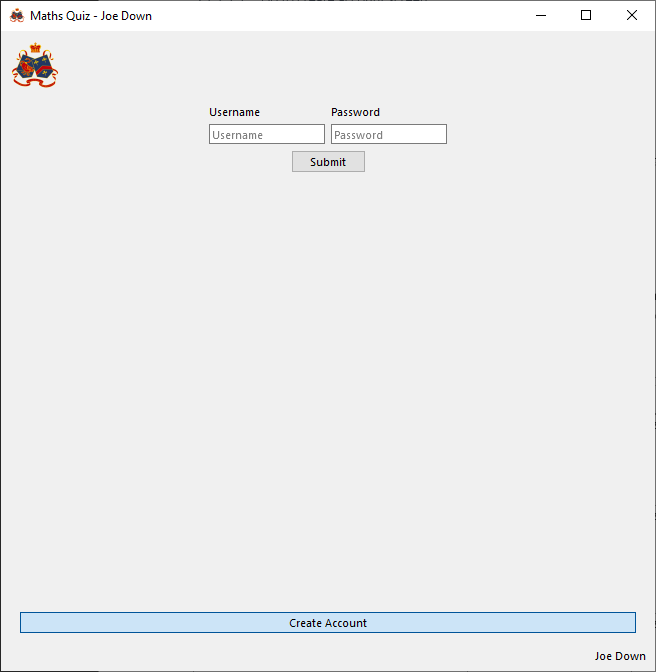 Maths Quiz - Joe Down
Username Password
Username Password
Submit
Create Account
Joe Down